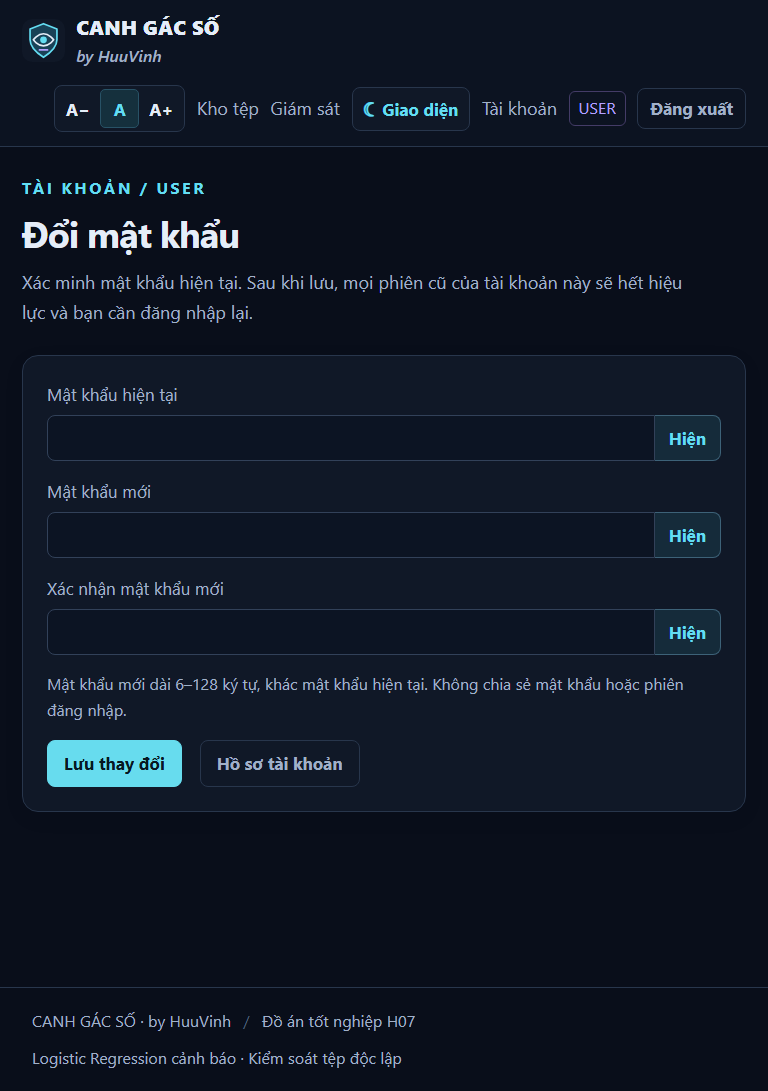 CANH GÁC SỐ
by HuuVinh
A− A A+ Kho tệp Giám sát Giao diện Tài khoản USER Đăng xuất
TÀI KHOẢN / USER
Đổi mật khẩu
Xác minh mật khẩu hiện tại. Sau khi lưu, mọi phiên cũ của tài khoản này sẽ hết hiệu
lực và bạn cần đăng nhập lại.
Mật khẩu hiện tại
Hiện
Mật khẩu mới
Hiện
Xác nhận mật khẩu mới
Hiện
Mật khẩu mới dài 6–128 ký tự, khác mật khẩu hiện tại. Không chia sẻ mật khẩu hoặc phiên
đăng nhập.
Lưu thay đổi Hồ sơ tài khoản
CANH GÁC SỐ · by HuuVinh / Đồ án tốt nghiệp H07
Logistic Regression cảnh báo · Kiểm soát tệp độc lập